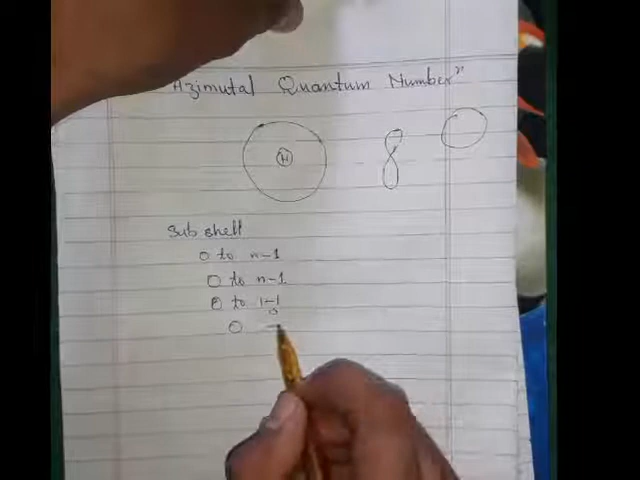 Azimutal Quantum Number"
N
Sub shell
0 to n-1
0 to n-1
0 to 1-1
0